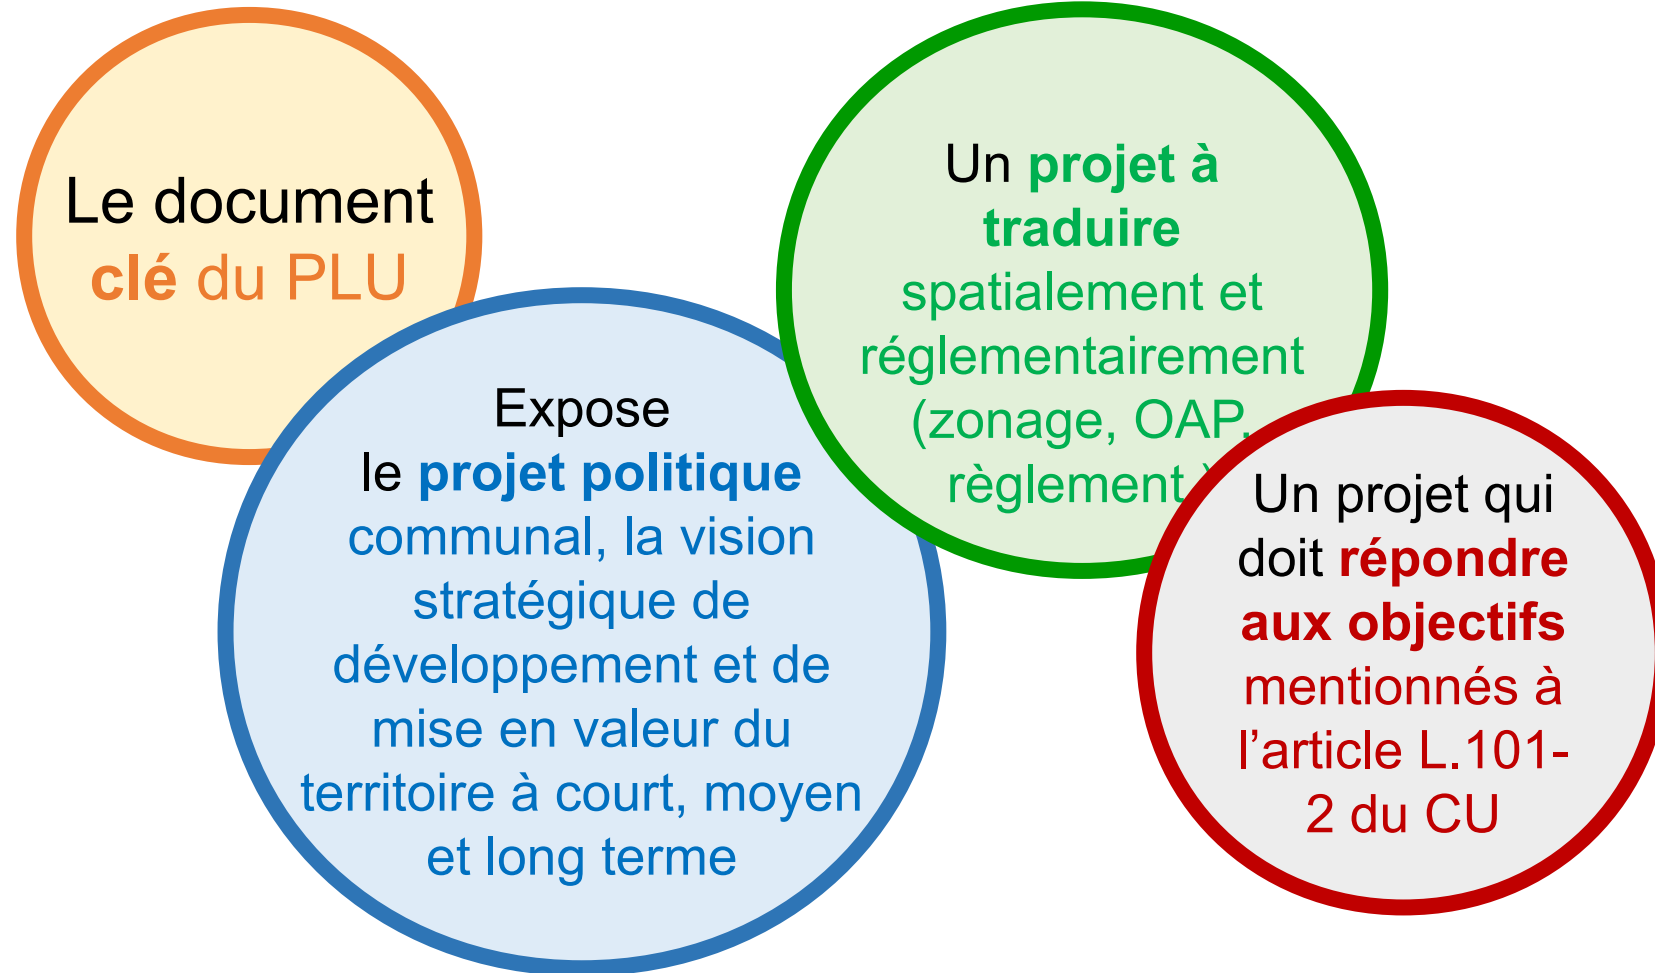 Le document
clé du PLU
Expose
le projet politique
communal, la vision
stratégique de
développement et de
mise en valeur du
territoire à court, moyen
et long terme
Un projet à
traduire
spatialement et
réglementairement
(zonage, OAP,
règlement
Un projet qui
doit répondre
aux objectifs
mentionnés à
l’article L.101-
2 du CU